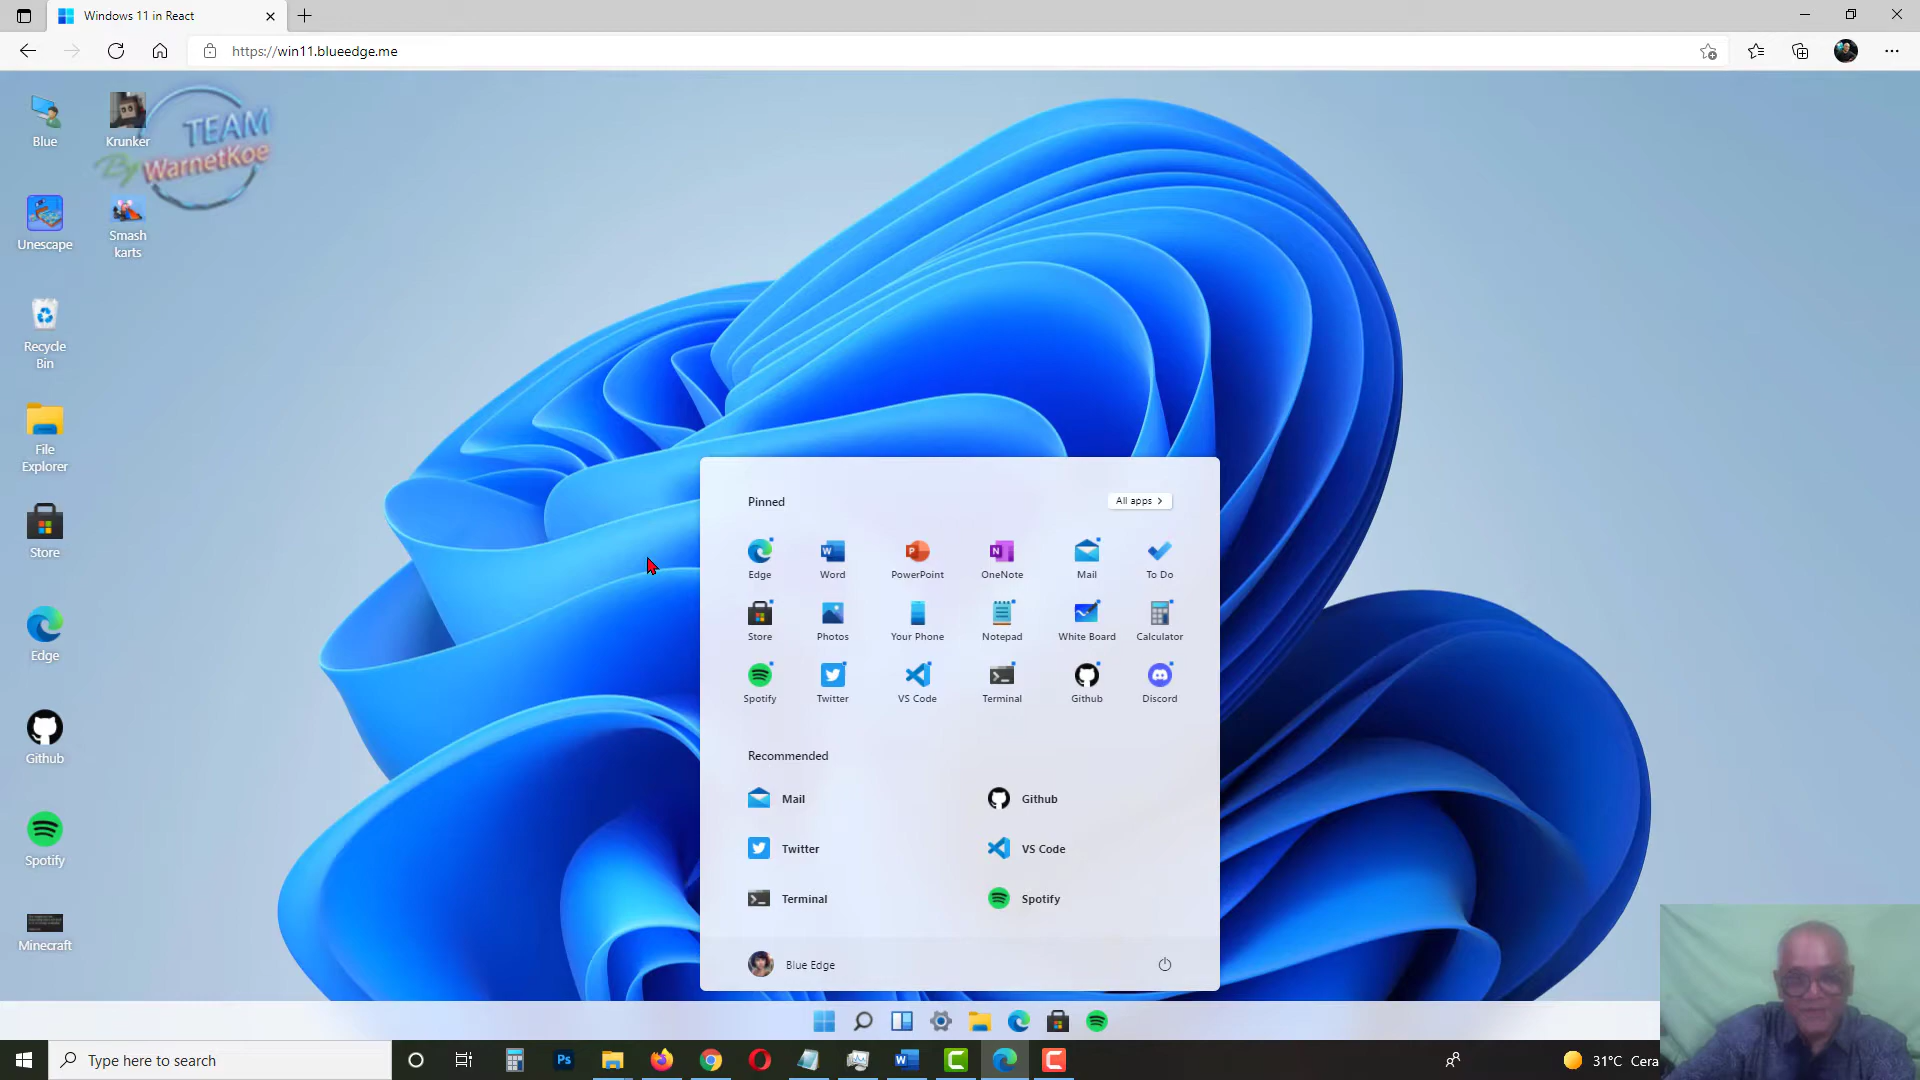 Windows 11 in React
https://win11.blueedge.me
Blue
Krunker
TEAM
By WarnetKoe
Unescape
Smash
karts
Recycle
Bin
File
Explorer
Store
Edge
Github
Spotify
Minecraft
Pinned
All apps
Edge
Word
PowerPoint
OneNote
Mail
To Do
Store
Photos
Your Phone
Notepad
White Board
Calculator
Spotify
Twitter
VS Code
Terminal
Github
Discord
Recommended
Mail
Github
Twitter
VS Code
Terminal
Spotify
Blue Edge
Type here to search
Ps
31°C Cera